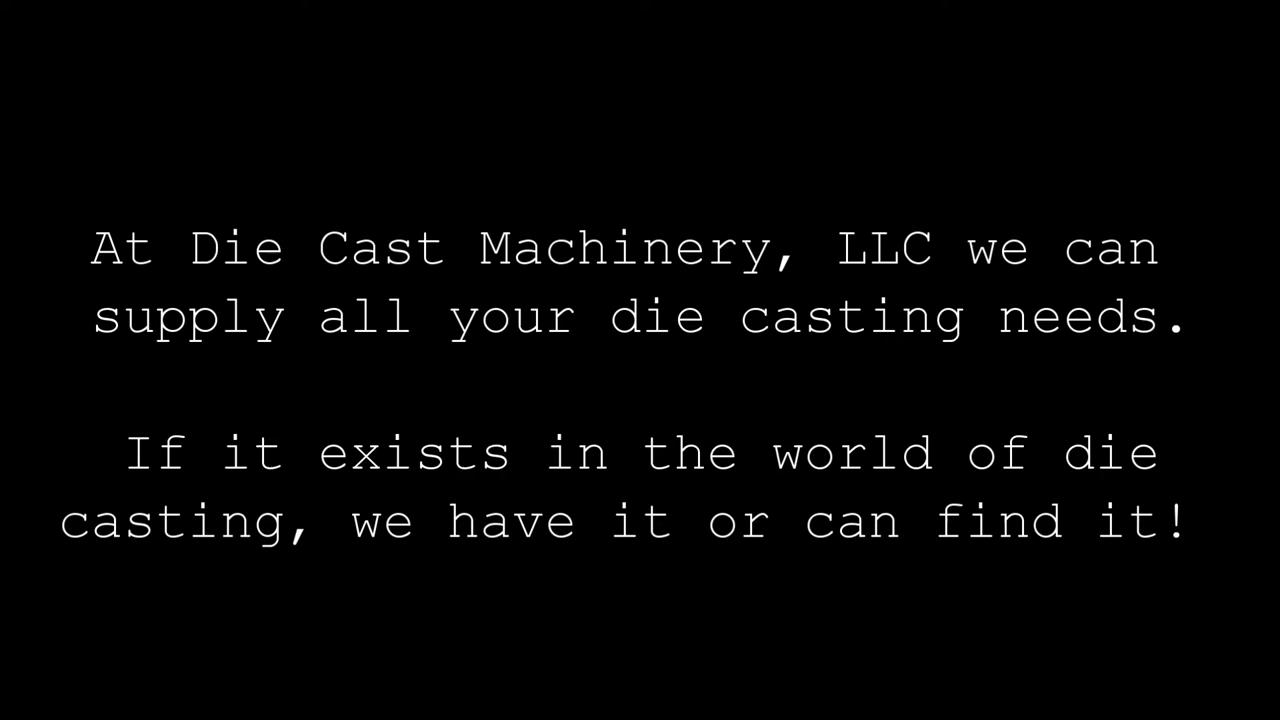 At Die Cast Machinery, LLC we can
supply all your die casting needs.
If it exists in the world of die
casting, we have it or can find it!